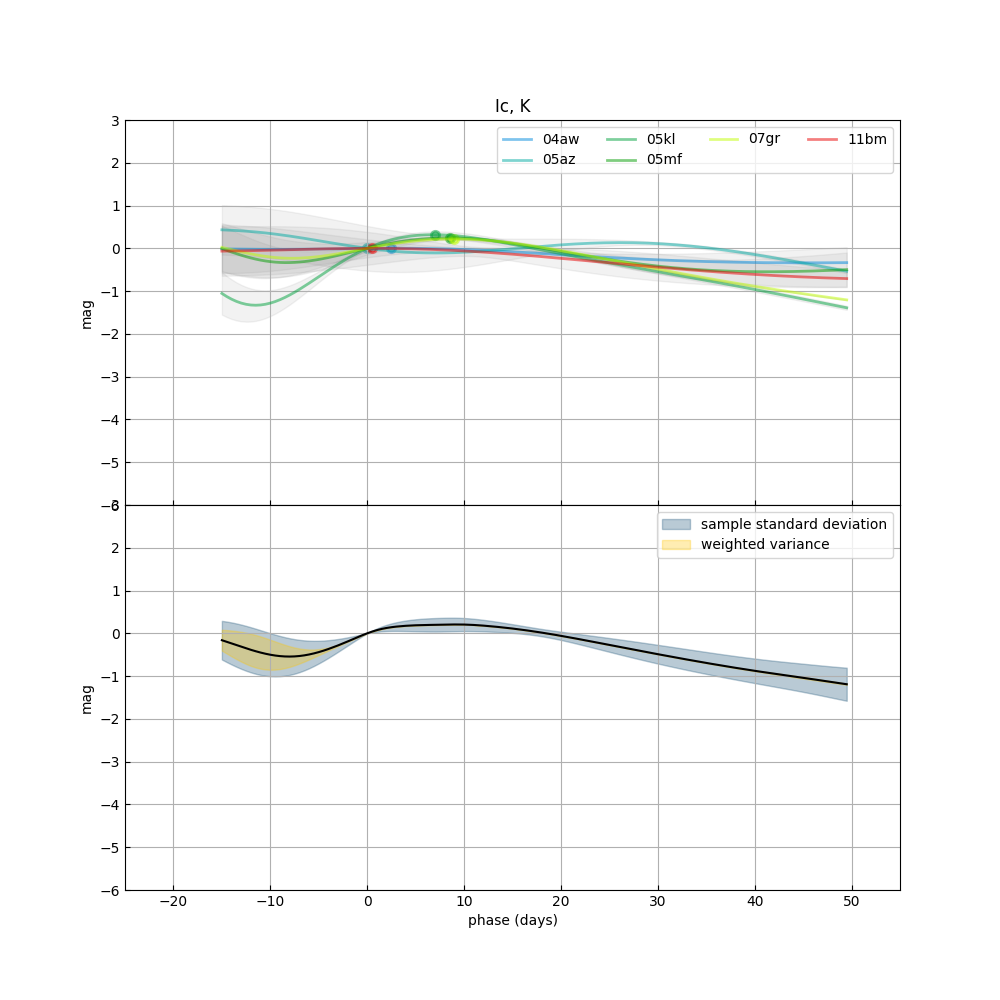 Ic, K
3
04aw 05kl 07gr 11bm
05az 05mf
2
1
0
−1
−2
−3
−4
−5
−6
mag
3
sample standard deviation
weighted variance
2
1
0
−1
−2
−3
−4
−5
−6
mag
−20 −10 0 10 20 30 40 50
phase (days)